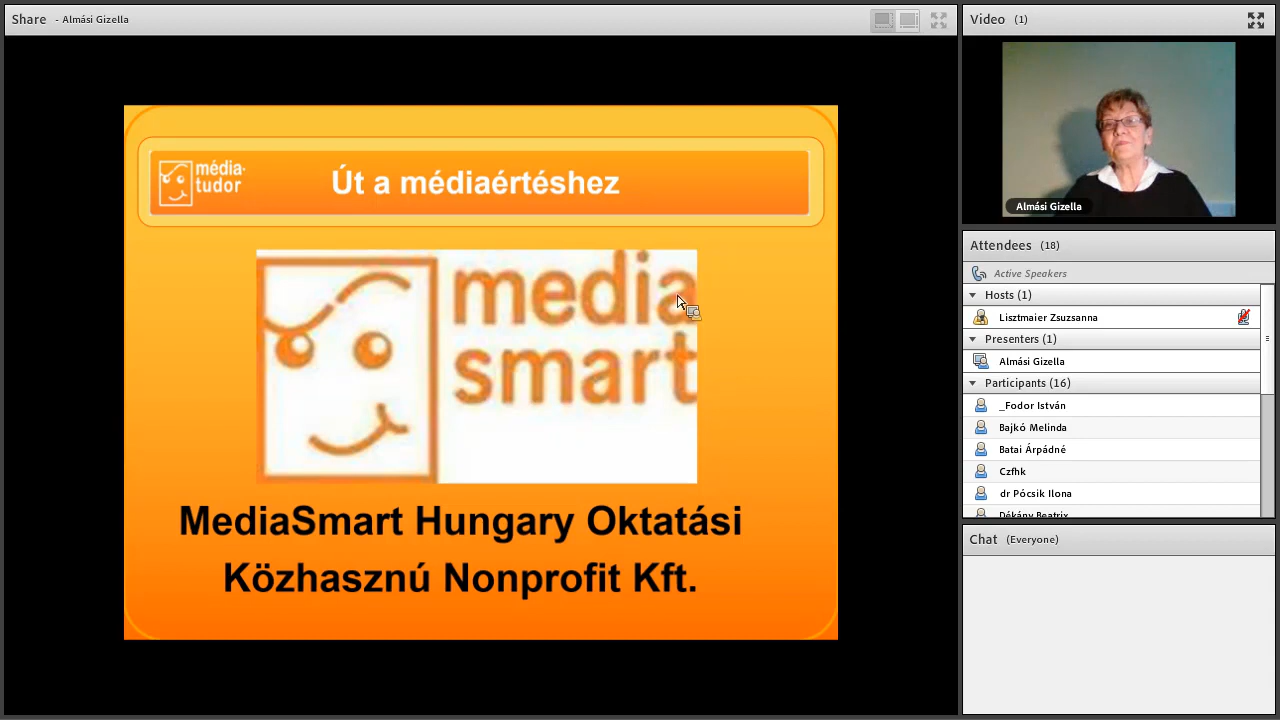 Share - Almási Gizella
média-
tudor
Út a médiaértéshez
media
smart
MediaSmart Hungary Oktatási
Közhasznú Nonprofit Kft.
Video (1)
Almási Gizella
Attendees (18)
Active Speakers
Hosts (1)
Lisztmaier Zsuzsanna
Presenters (1)
Almási Gizella
Participants (16)
_Fodor István
Bajkó Melinda
Batai Árpádné
Czfhk
dr Pócsik Ilona
Dékány Beatrix
Chat (Everyone)